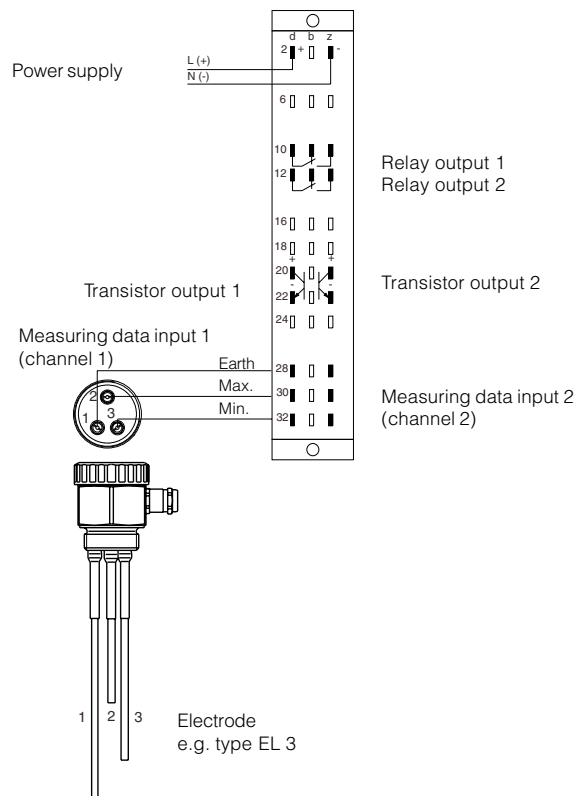 d b z
2 + -
L (+)
Power supply
N (-)
6
10
Relay output 1
12
Relay output 2
16
18
+ +
20
- -
Transistor output 1
Transistor output 2
22
24
Measuring data input 1
(channel 1)
Earth
28
Max.
30
Measuring data input 2
(channel 2)
Min.
32
2
1 3
1 2 3
Electrode
e.g. type EL 3